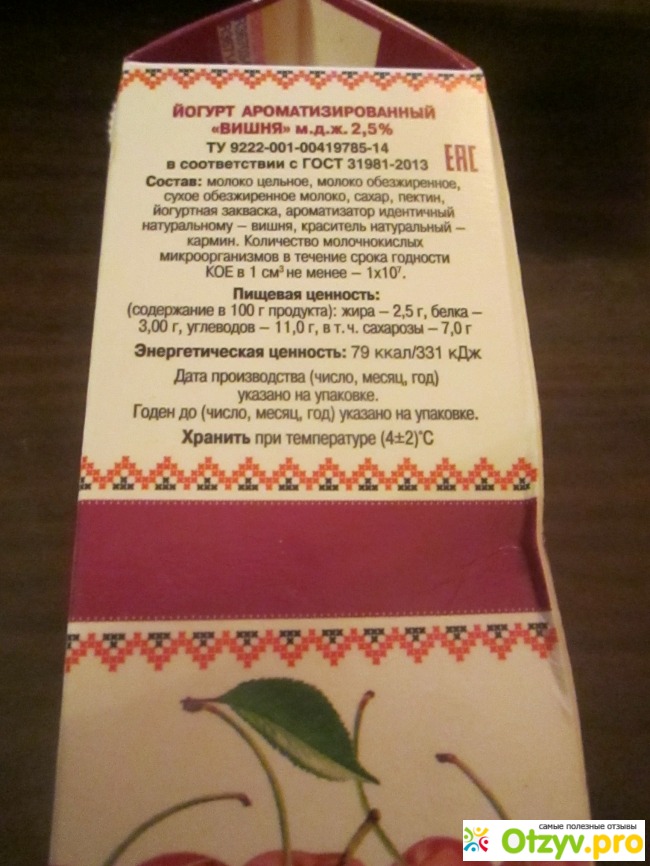 ЙОГУРТ АРОМАТИЗИРОВАННЫЙ
«ВИШНЯ» м.д.ж. 2,5%
ТУ 9222-001-00419785-14
в соответствии с ГОСТ 31981-2013
EAC
Состав: молоко цельное, молоко обезжиренное,
сухое обезжиренное молоко, сахар, пектин,
йогуртная закваска, ароматизатор идентичный
натуральному – вишня, краситель натуральный –
кармин. Количество молочнокислых
микроорганизмов в течение срока годности
КОЕ в 1 см³ не менее – 1х10⁷.
Пищевая ценность:
(содержание в 100 г продукта): жира – 2,5 г, белка –
3,00 г, углеводов – 11,0 г, в т. ч. сахарозы – 7,0 г
Энергетическая ценность: 79 ккал/331 кДж
Дата производства (число, месяц, год)
указано на упаковке.
Годен до (число, месяц, год) указано на упаковке.
Хранить при температуре (4±2)°С
самые полезные отзывы
Otzyv.pro